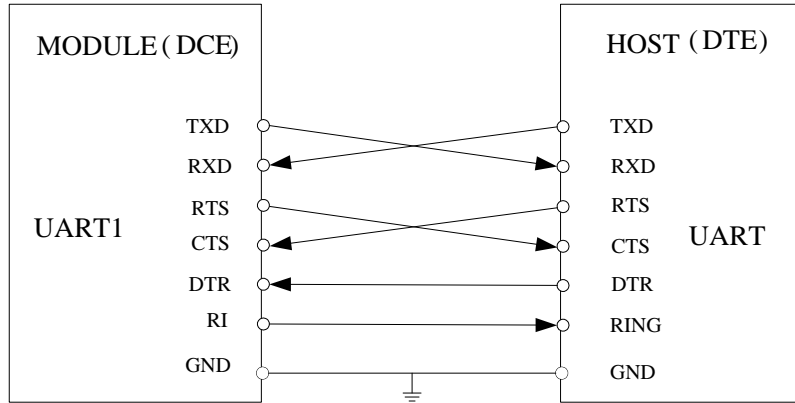 MODULE (DCE)
HOST (DTE)
TXD
TXD
RXD
RXD
RTS
RTS
UART1
UART
CTS
CTS
DTR
DTR
RI
RING
GND
GND